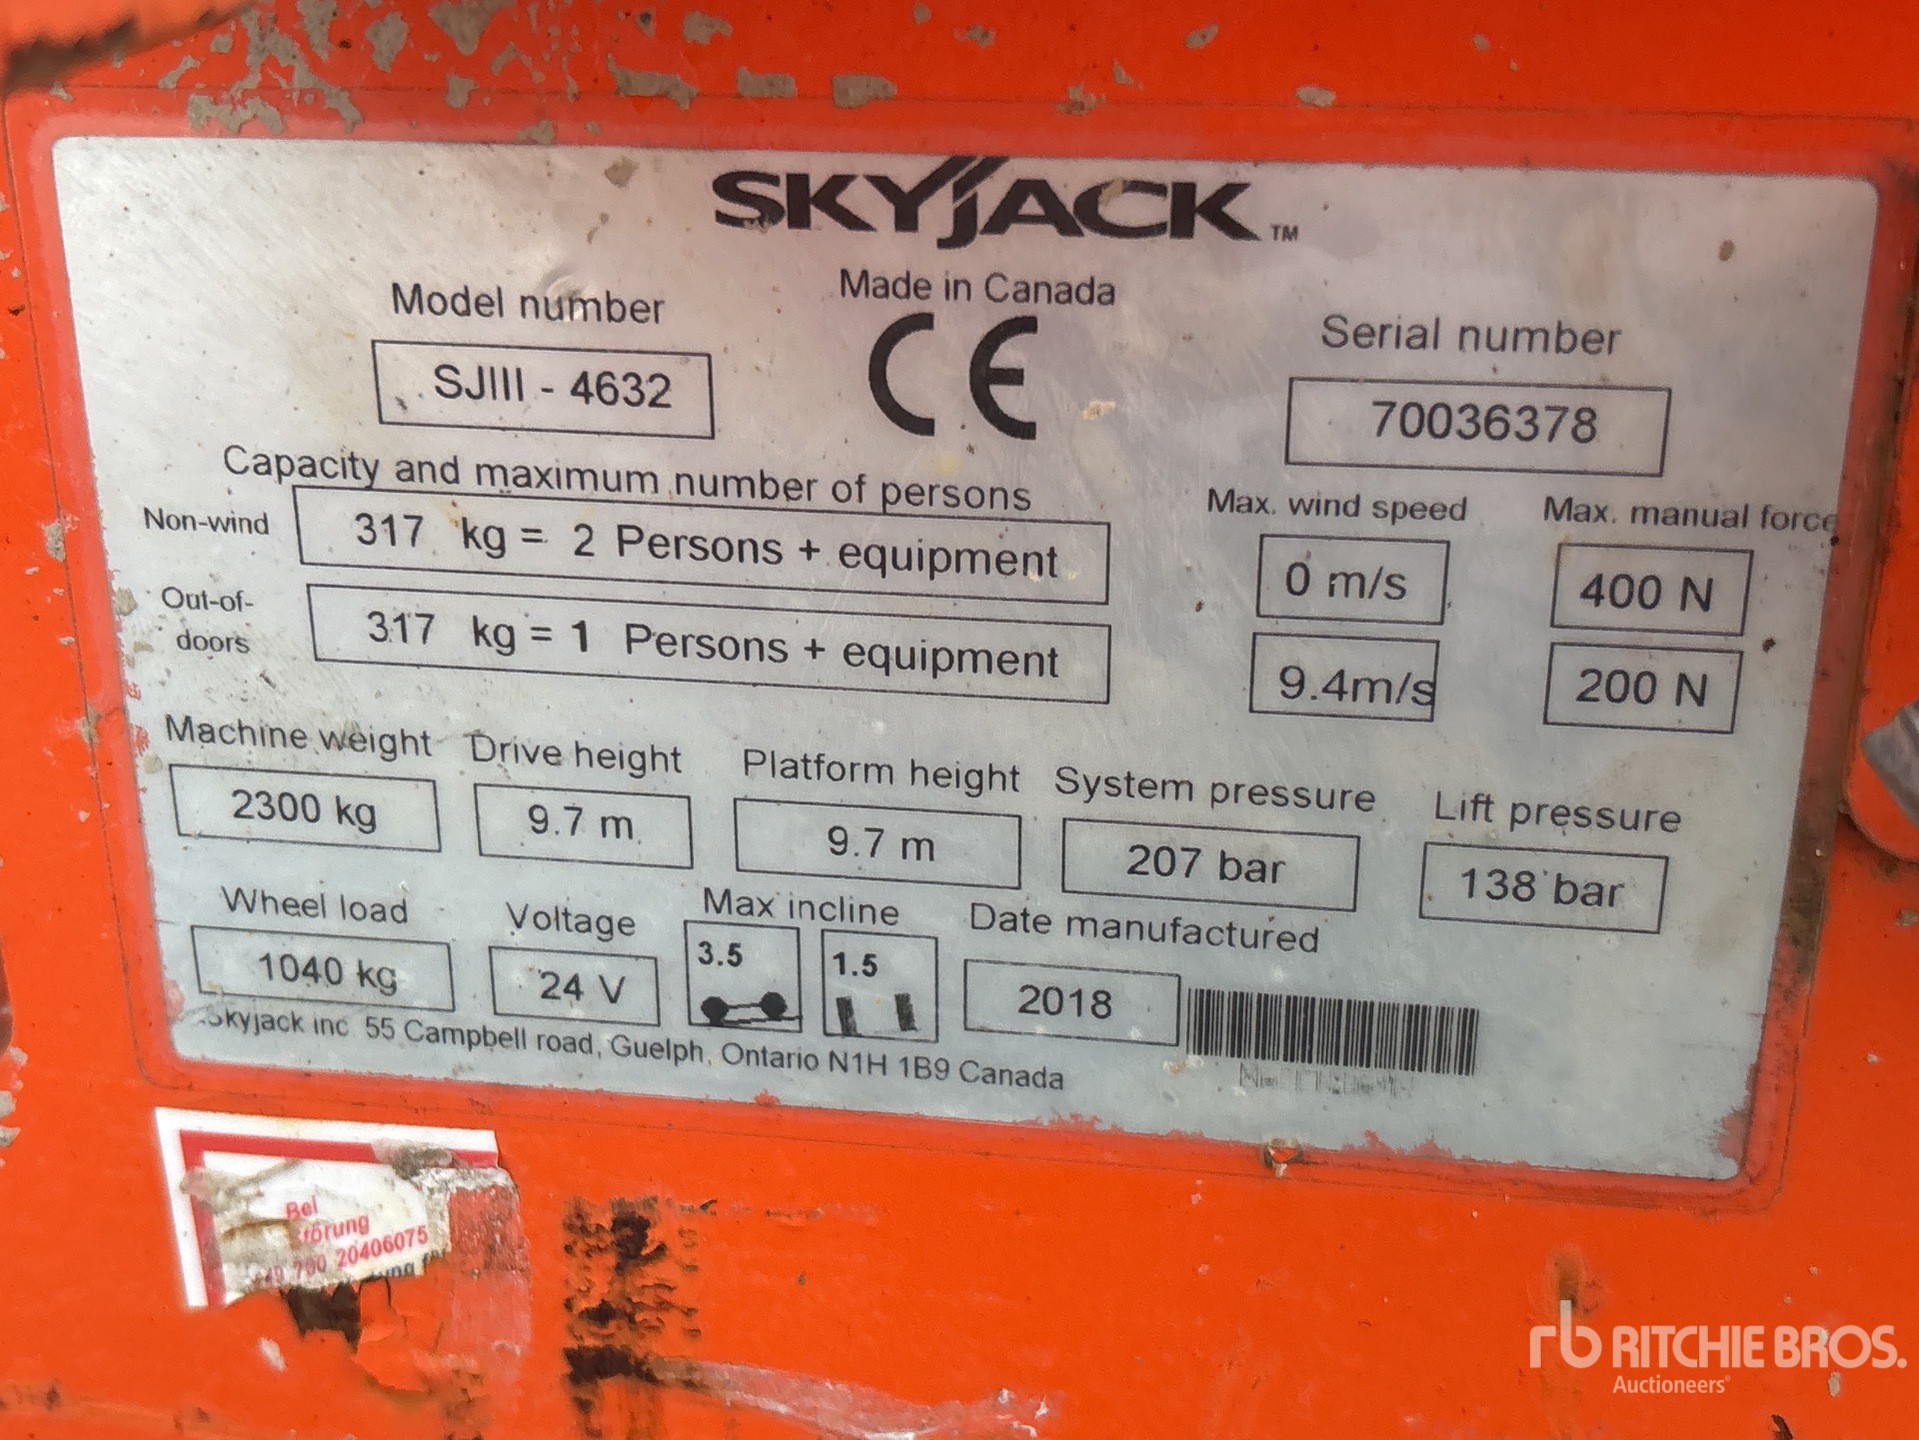 SKYJACK™
Made in Canada
CE
Model number
SJIII - 4632
Serial number
70036378
Capacity and maximum number of persons
Non-wind
317 kg = 2 Persons + equipment
Out-of-
doors
317 kg = 1 Persons + equipment
Max. wind speed
0 m/s
9.4m/s
Max. manual force
400 N
200 N
Machine weight
2300 kg
Drive height
9.7 m
Platform height
9.7 m
System pressure
207 bar
Lift pressure
138 bar
Wheel load
1040 kg
Voltage
24 V
Max incline
3.5
1.5
Date manufactured
2018
Skyjack inc 55 Campbell road, Guelph, Ontario N1H 1B9 Canada
Bei
törung
+49 700 20406075
rb RITCHIE BROS.
Auctioneers